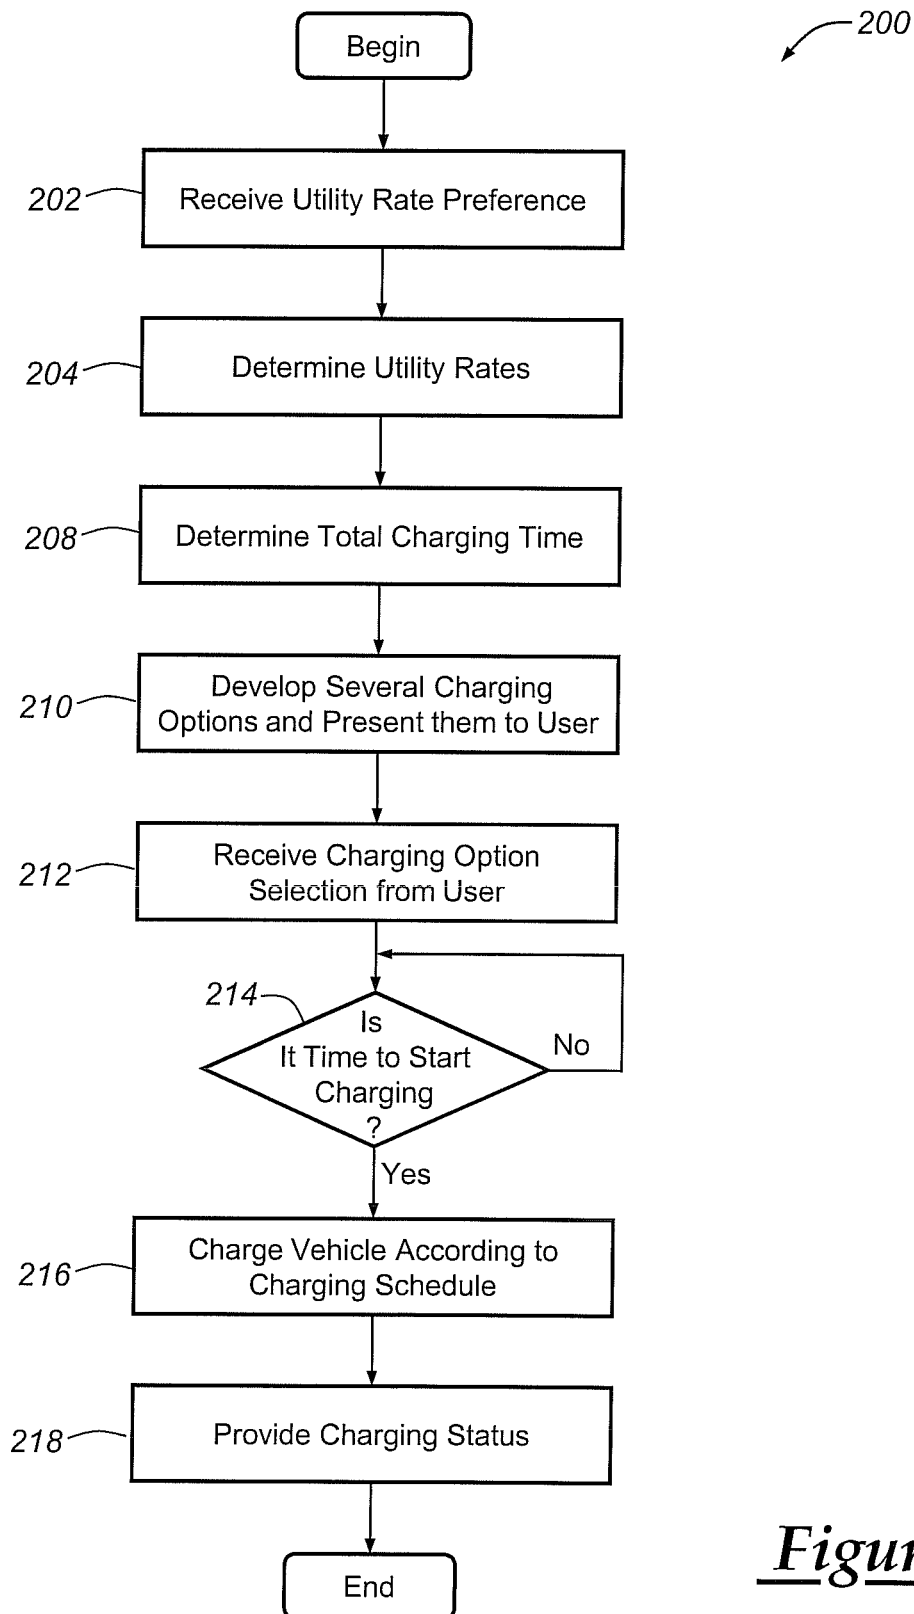 200
Begin
202
Receive Utility Rate Preference
204
Determine Utility Rates
208
Determine Total Charging Time
210
Develop Several Charging
Options and Present them to User
212
Receive Charging Option
Selection from User
214
Is
It Time to Start
Charging
?
No
Yes
216
Charge Vehicle According to
Charging Schedule
218
Provide Charging Status
End